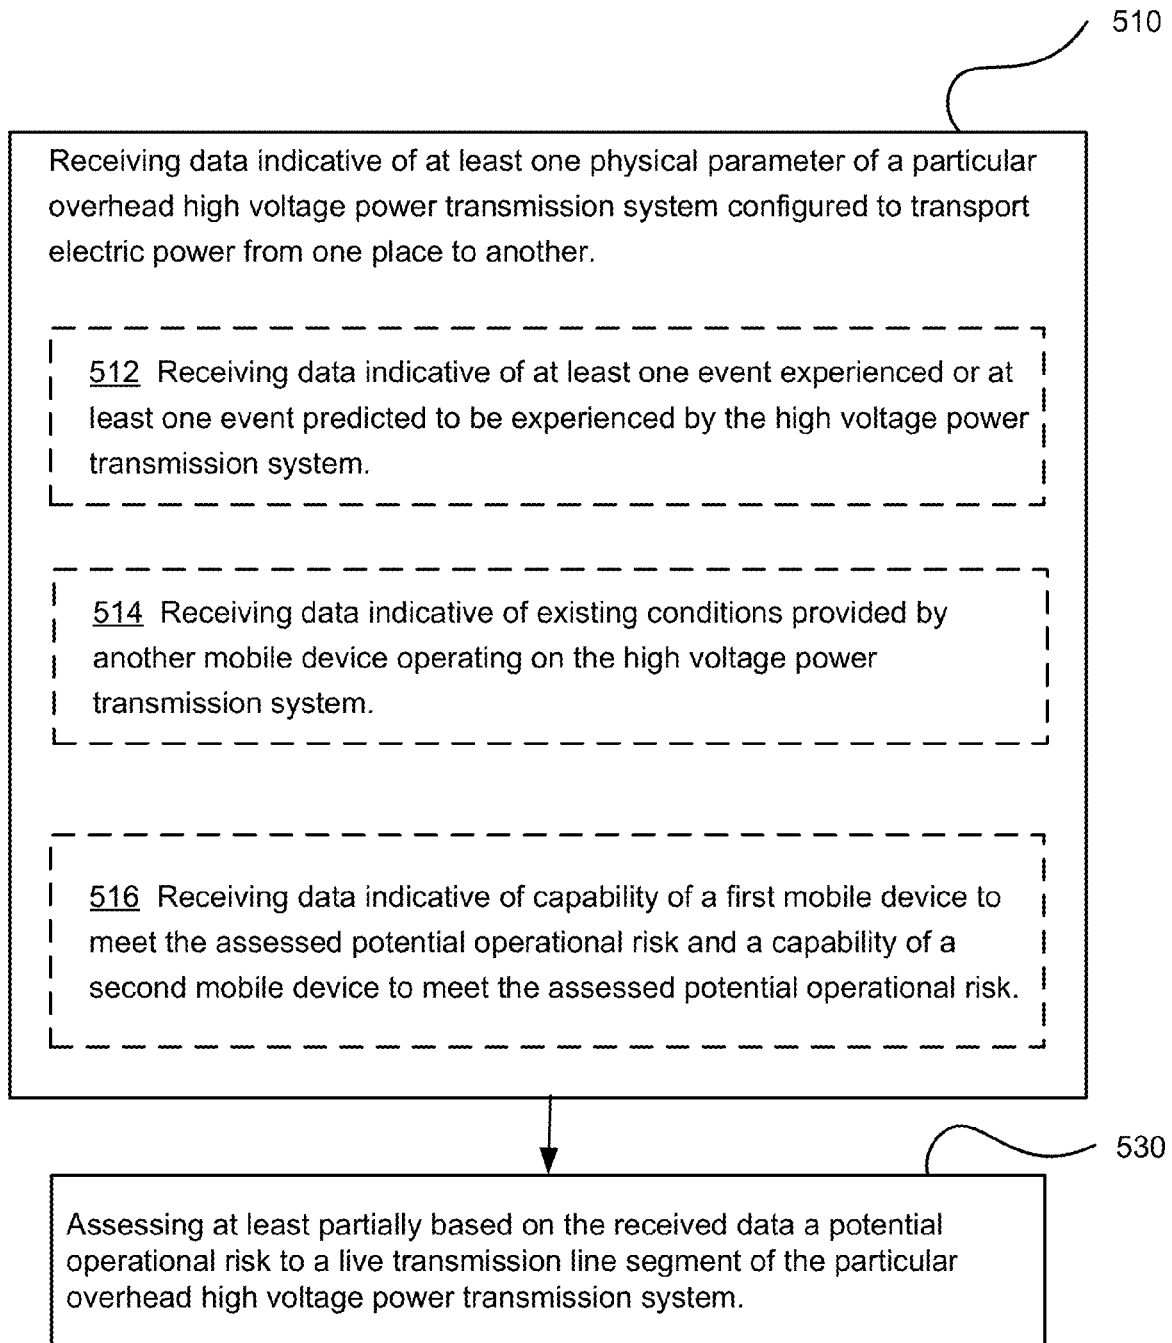 510
Receiving data indicative of at least one physical parameter of a particular
overhead high voltage power transmission system configured to transport
electric power from one place to another.
512 Receiving data indicative of at least one event experienced or at
least one event predicted to be experienced by the high voltage power
transmission system.
514 Receiving data indicative of existing conditions provided by
another mobile device operating on the high voltage power
transmission system.
516 Receiving data indicative of capability of a first mobile device to
meet the assessed potential operational risk and a capability of a
second mobile device to meet the assessed potential operational risk.
530
Assessing at least partially based on the received data a potential
operational risk to a live transmission line segment of the particular
overhead high voltage power transmission system.